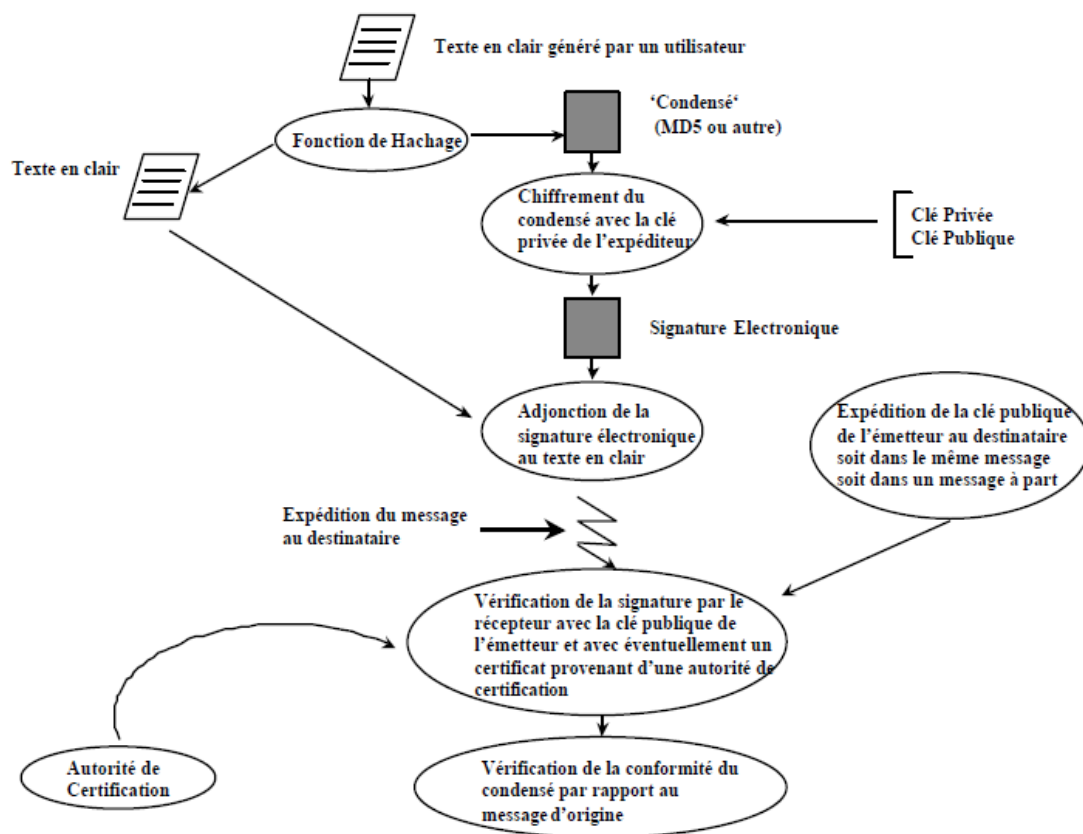 Texte en clair généré par un utilisateur
‘Condensé‘
(MD5 ou autre)
Fonction de Hachage
Texte en clair
Chiffrement du
condensé avec la clé
privée de l’expéditeur
Clé Privée
Clé Publique
Signature Electronique
Adjonction de la
signature électronique
au texte en clair
Expédition de la clé publique
de l’émetteur au destinataire
soit dans le même message
soit dans un message à part
Expédition du message
au destinataire
Vérification de la signature par le
récepteur avec la clé publique de
l’émetteur et avec éventuellement un
certificat provenant d’une autorité de
certification
Autorité de
Certification
Vérification de la conformité du
condensé par rapport au
message d’origine